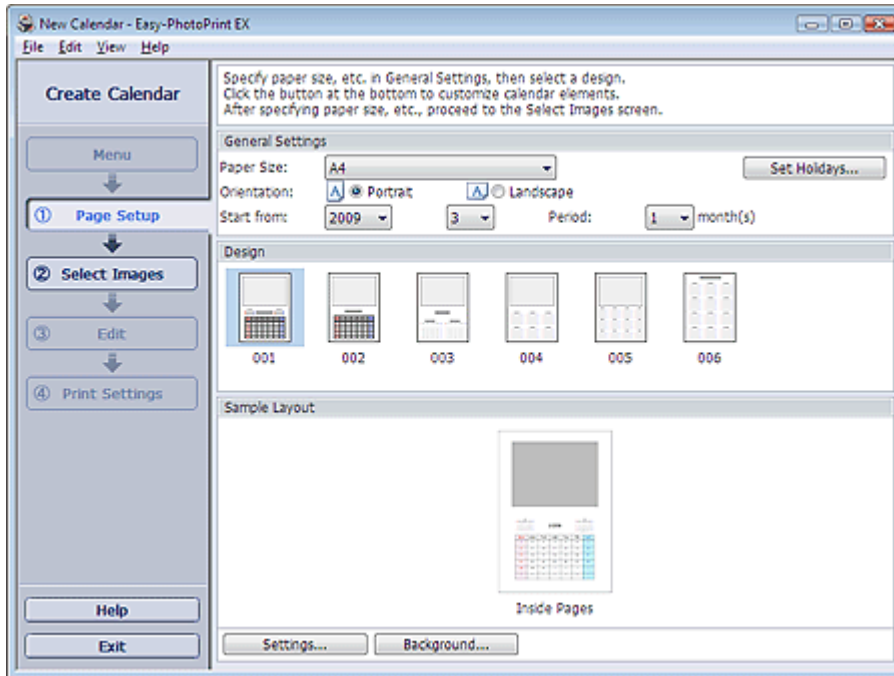 New Calendar - Easy-PhotoPrint EX
File Edit View Help
Create Calendar
Menu
① Page Setup
② Select Images
③ Edit
④ Print Settings
Help
Exit
Specify paper size, etc. in General Settings, then select a design.
Click the button at the bottom to customize calendar elements.
After specifying paper size, etc., proceed to the Select Images screen.
General Settings
Paper Size: A4 Set Holidays...
Orientation: A Portrait A Landscape
Start from: 2009 3 Period: 1 month(s)
Design
001 002 003 004 005 006
Sample Layout
Inside Pages
Settings... Background...